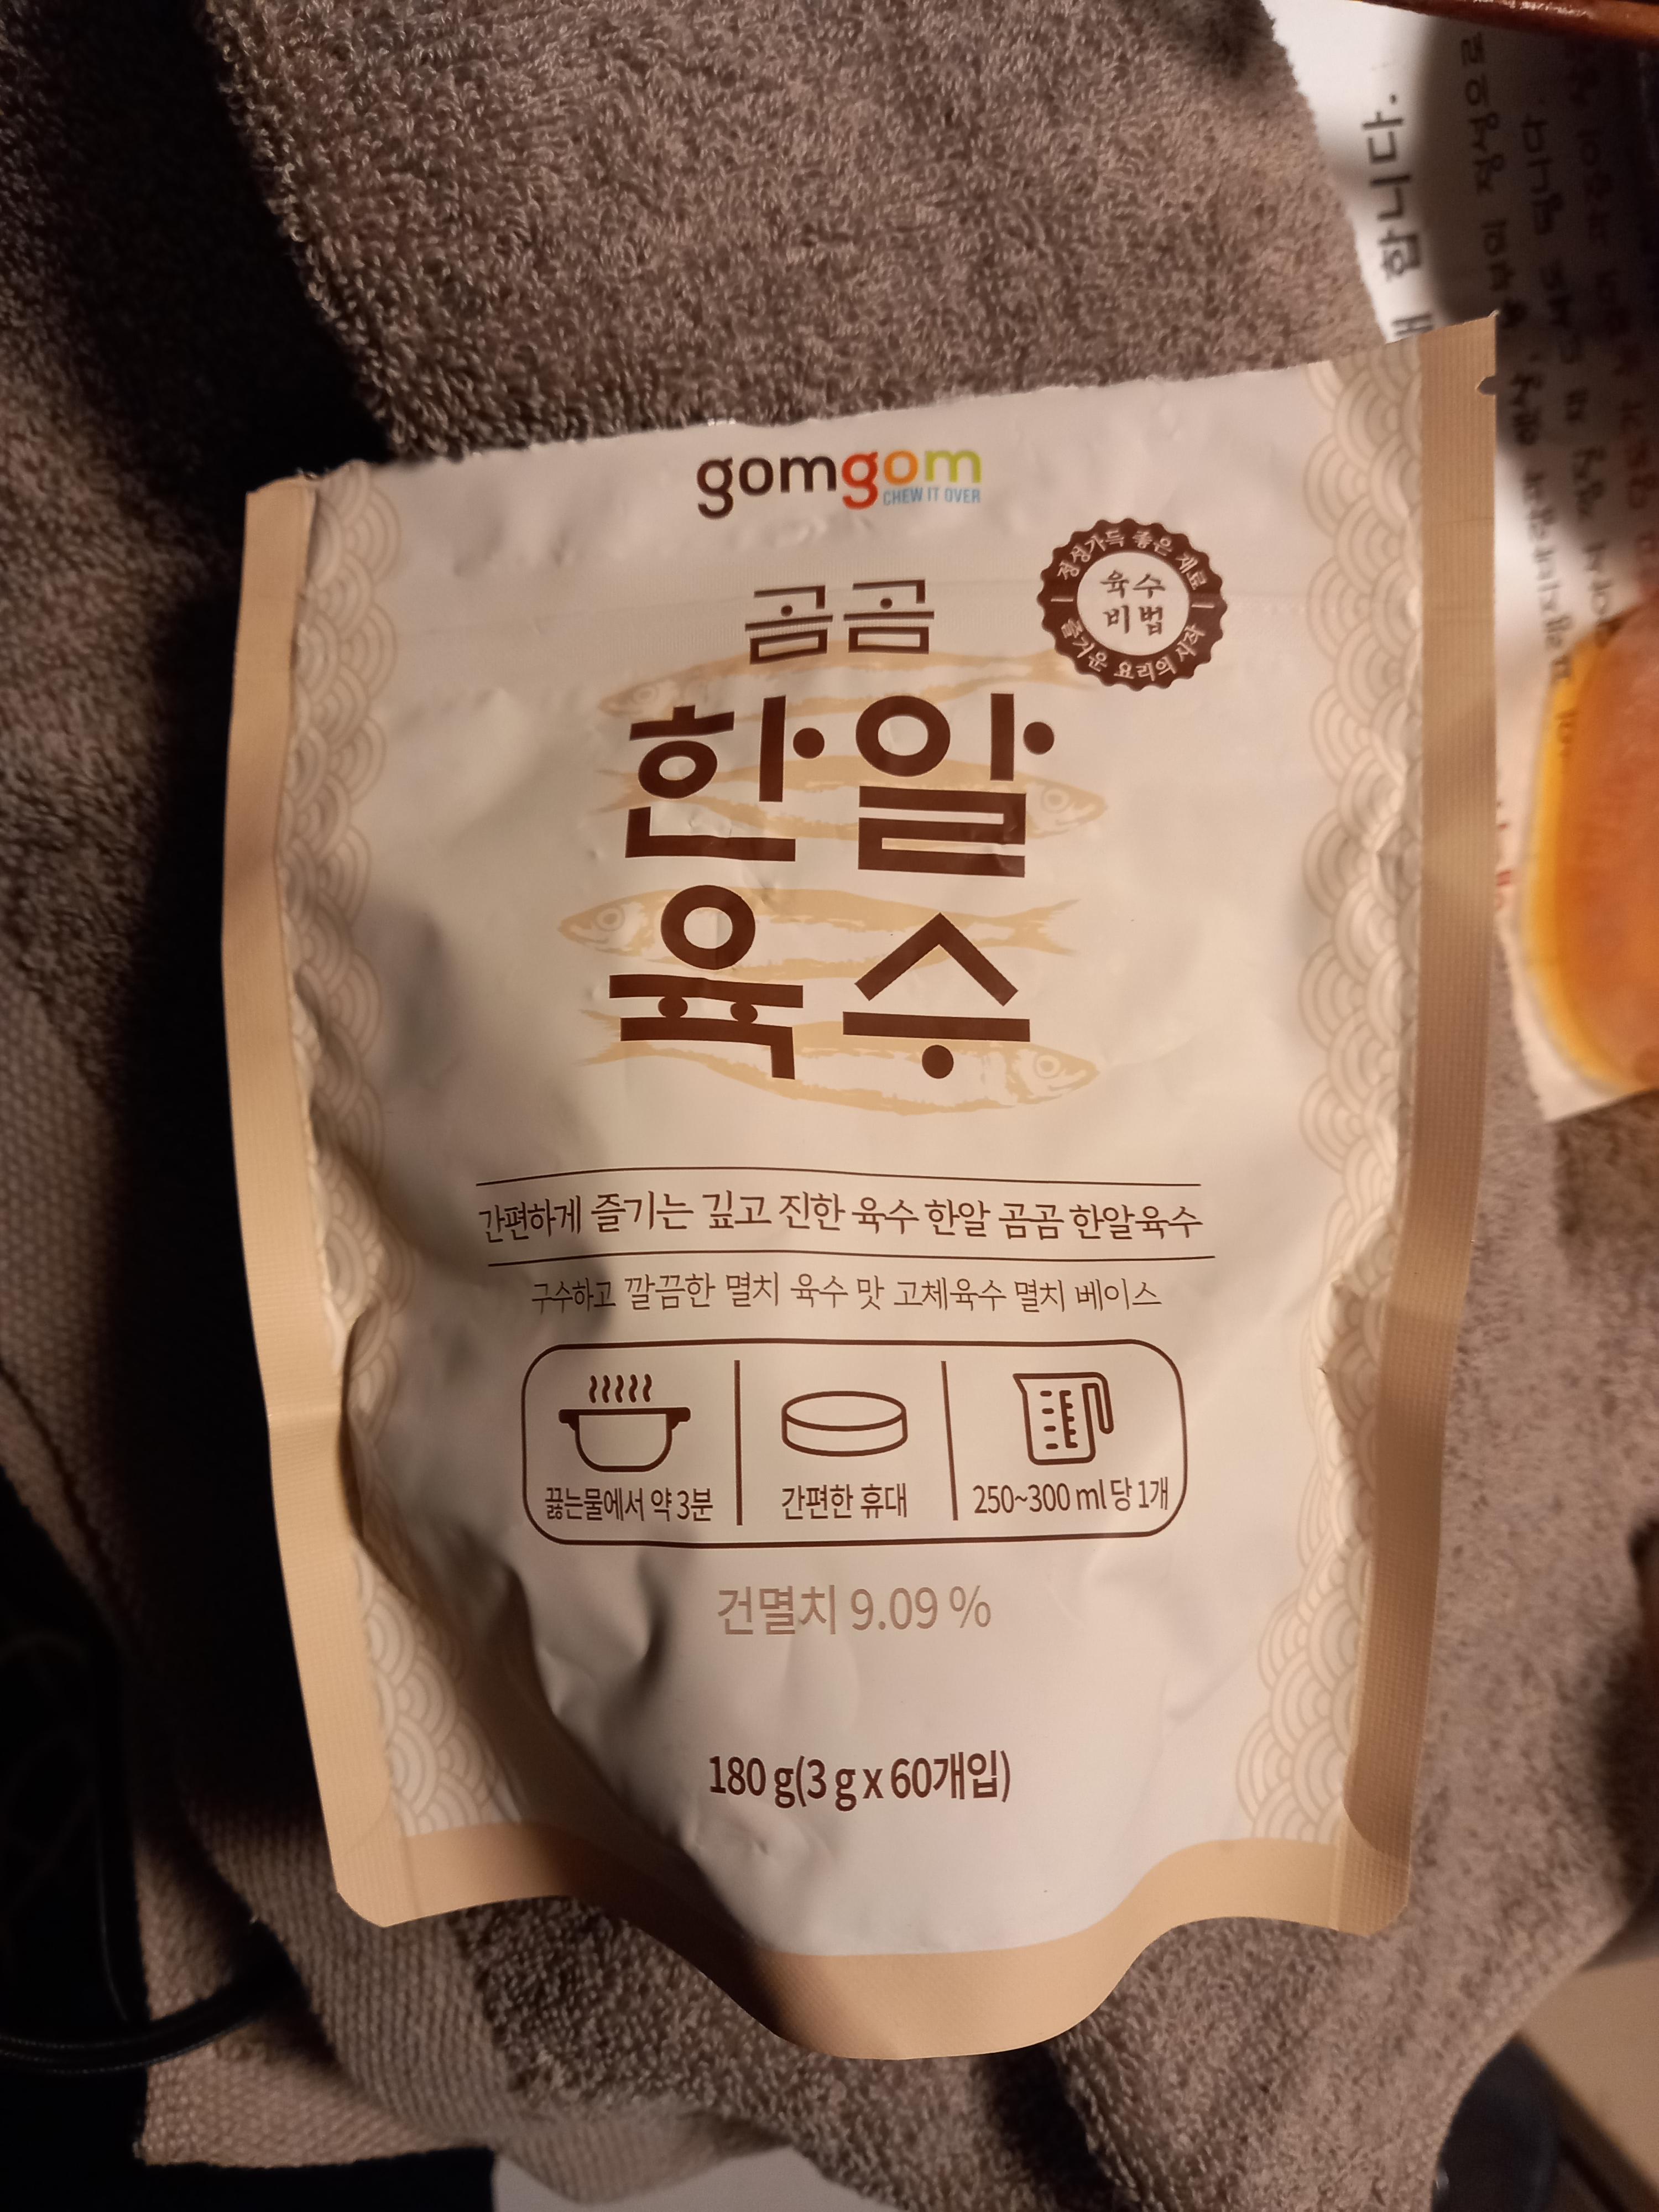 gomgom
CHEW IT OVER
정성가득 좋은 재료
육수
비법
즐거운 요리의 시작
곰곰
한알
육수
간편하게 즐기는 깊고 진한 육수 한알 곰곰 한알육수
구수하고 깔끔한 멸치 육수 맛 고체육수 멸치 베이스
끓는물에서 약 3분
간편한 휴대
250~300 ml 당 1개
건멸치 9.09 %
180 g(3 g x 60개입)
합니다.